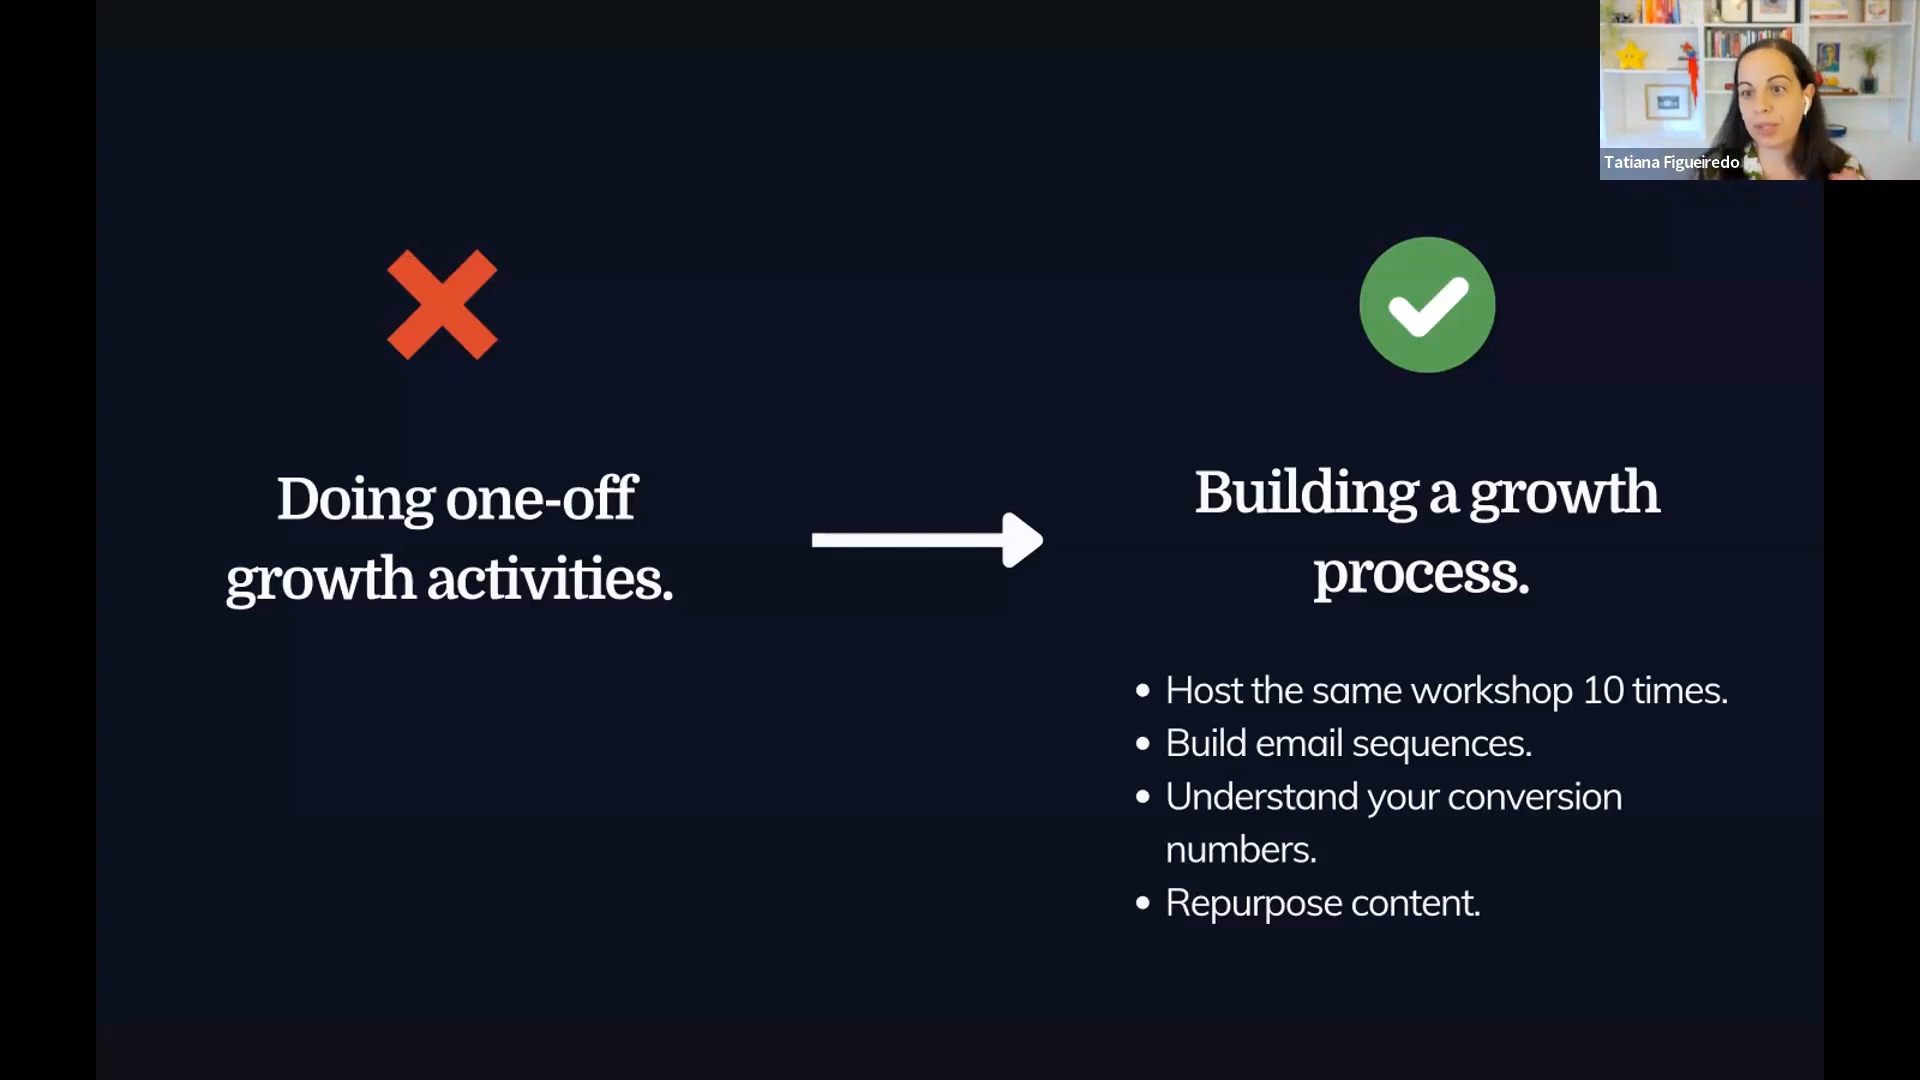 Tatiana Figueiredo
Doing one-off
growth activities.
Building a growth
process.
• Host the same workshop 10 times.
• Build email sequences.
• Understand your conversion
numbers.
• Repurpose content.